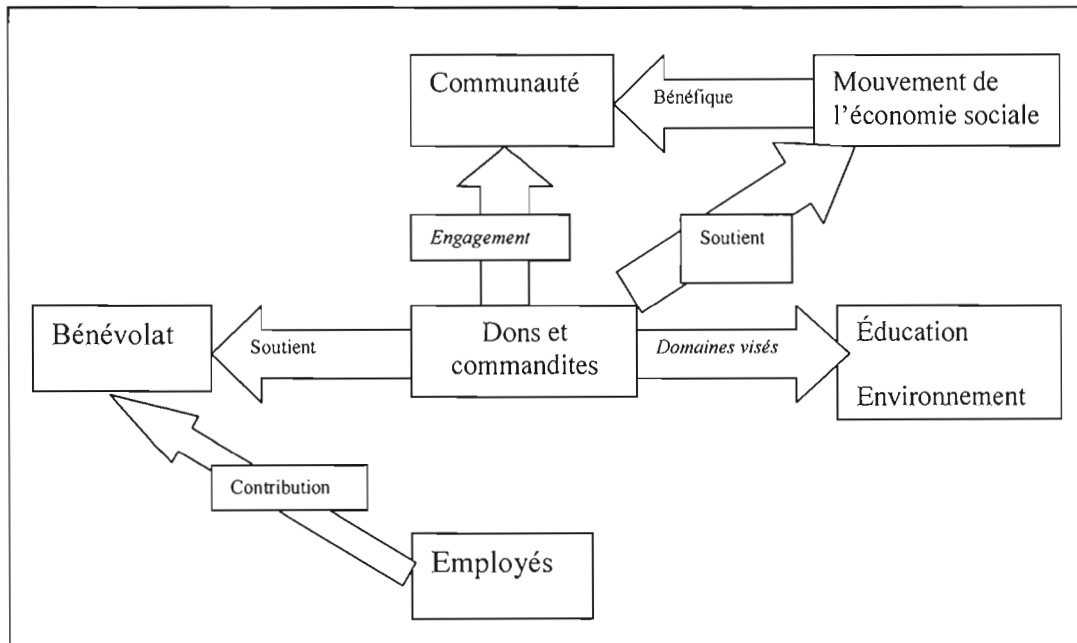 Communauté
Bénéfique
Mouvement de
l'économie sociale
Engagement
Soutient
Bénévolat
Soutient
Dons et
commandites
Domaines visés
Éducation
Environnement
Contribution
Employés